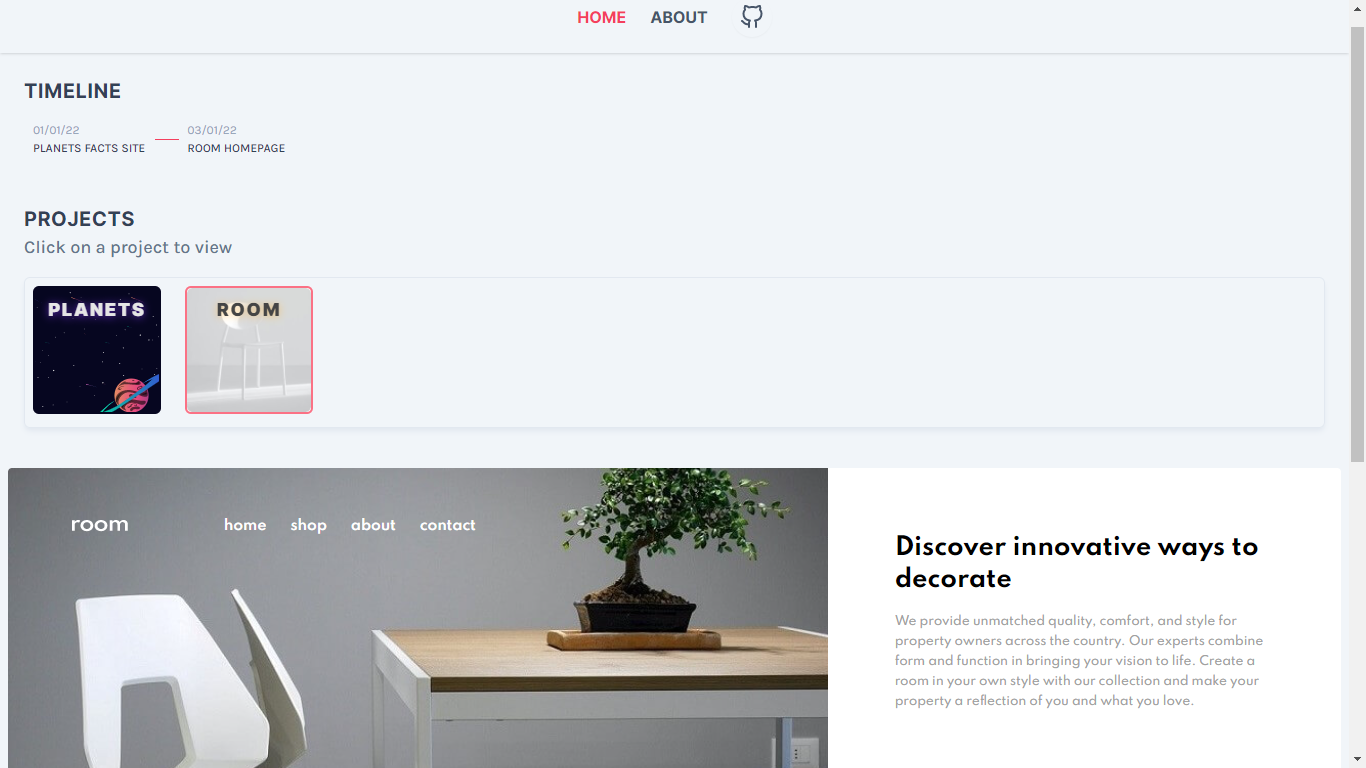 HOME ABOUT
TIMELINE
01/01/22
PLANETS FACTS SITE
03/01/22
ROOM HOMEPAGE
PROJECTS
Click on a project to view
PLANETS
ROOM
room home shop about contact
Discover innovative ways to
decorate
We provide unmatched quality, comfort, and style for
property owners across the country. Our experts combine
form and function in bringing your vision to life. Create a
room in your own style with our collection and make your
property a reflection of you and what you love.